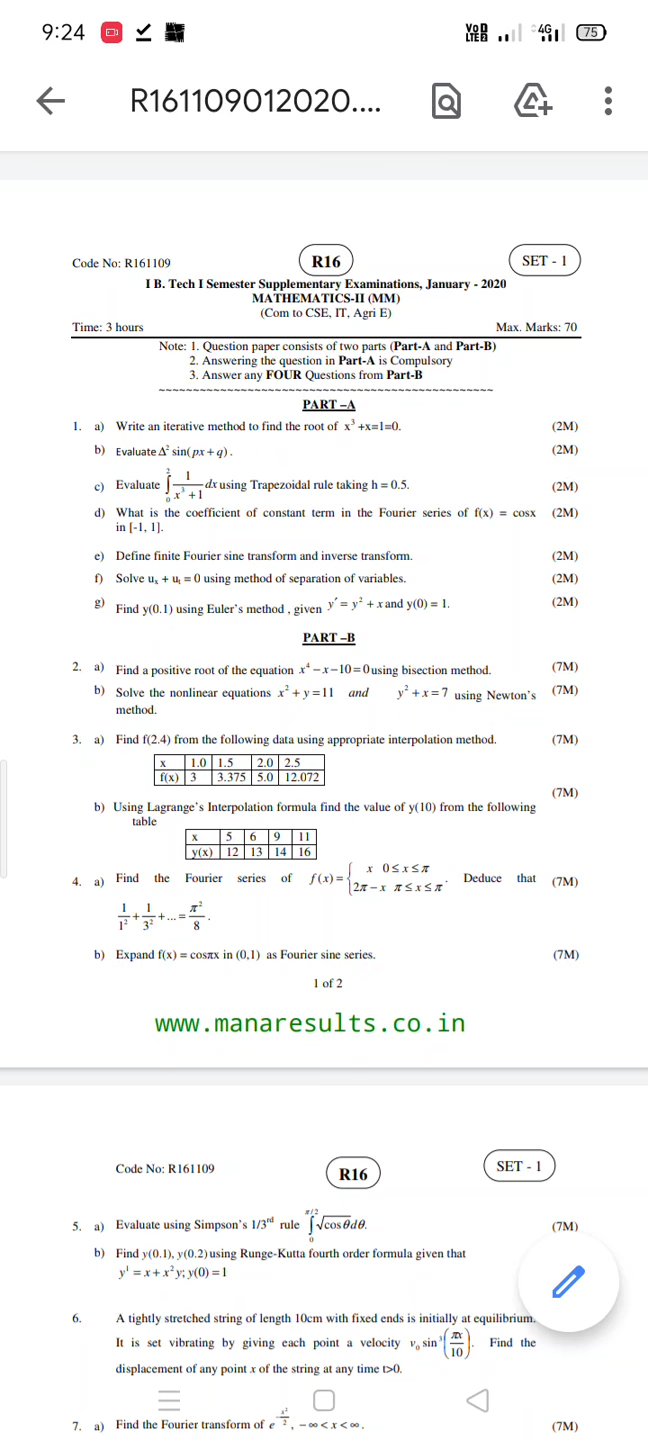 9:24
VoD LTE2 4G 75
R161109012020....
Code No: R161109 R16 SET - 1
I B. Tech I Semester Supplementary Examinations, January - 2020
MATHEMATICS-II (MM)
(Com to CSE, IT, Agri E)
Time: 3 hours Max. Marks: 70
Note: 1. Question paper consists of two parts (Part-A and Part-B)
2. Answering the question in Part-A is Compulsory
3. Answer any FOUR Questions from Part-B
~~~~~~~~~~~~~~~~~~~~~~~~~~~~~~~~~~~~~~~~~~~~~~~~~
PART –A
1. a) Write an iterative method to find the root of x³ +x=1=0. (2M)
b) Evaluate Δ² sin(px + q). (2M)
c) Evaluate ∫₀² 1/(x³+1) dx using Trapezoidal rule taking h = 0.5. (2M)
d) What is the coefficient of constant term in the Fourier series of f(x) = cosx (2M)
in [-1, 1].
e) Define finite Fourier sine transform and inverse transform. (2M)
f) Solve uₓ + uₜ = 0 using method of separation of variables. (2M)
g) Find y(0.1) using Euler's method , given y′ = y² + x and y(0) = 1. (2M)
PART –B
2. a) Find a positive root of the equation x⁴ – x – 10 = 0 using bisection method. (7M)
b) Solve the nonlinear equations x² + y = 11 and y² + x = 7 using Newton's (7M)
method.
3. a) Find f(2.4) from the following data using appropriate interpolation method. (7M)
x 1.0 1.5 2.0 2.5
f(x) 3 3.375 5.0 12.072
(7M)
b) Using Lagrange's Interpolation formula find the value of y(10) from the following
table
x 5 6 9 11
y(x) 12 13 14 16
4. a) Find the Fourier series of f(x) = { x 0 ≤ x ≤ π
2π – x π ≤ x ≤ π . Deduce that (7M)
1/1² + 1/3² + ... = π²/8 .
b) Expand f(x) = cosπx in (0,1) as Fourier sine series. (7M)
1 of 2
www.manaresults.co.in
Code No: R161109 R16 SET - 1
5. a) Evaluate using Simpson's 1/3ʳᵈ rule ∫₀^(π/2) √cosθ dθ. (7M)
b) Find y(0.1), y(0.2) using Runge-Kutta fourth order formula given that
y¹ = x + x² y; y(0) = 1
6. A tightly stretched string of length 10cm with fixed ends is initially at equilibrium.
It is set vibrating by giving each point a velocity v₀ sin³(πx/10). Find the
displacement of any point x of the string at any time t>0.
7. a) Find the Fourier transform of e^(-x²/2), – ∞ < x < ∞. (7M)